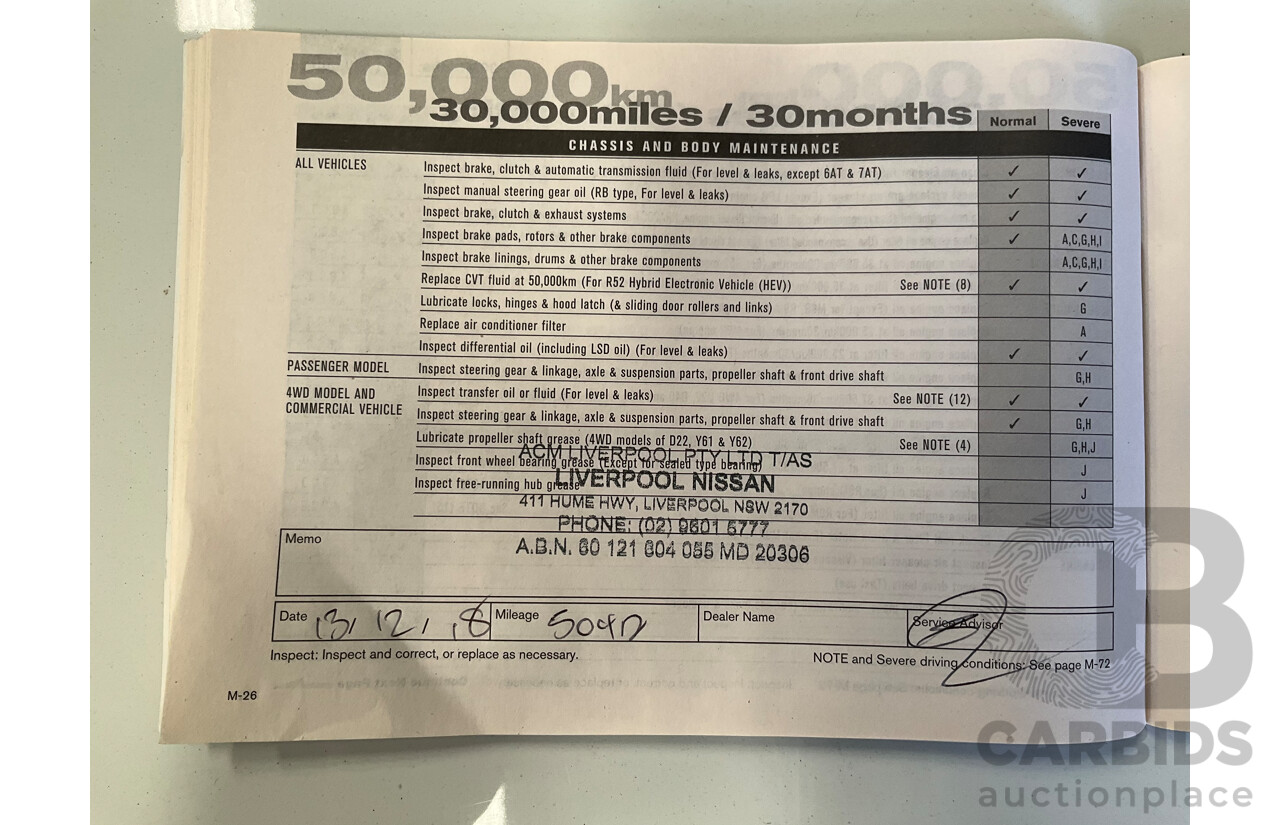 50,000km
30,000miles / 30months
Normal Severe
CHASSIS AND BODY MAINTENANCE
ALL VEHICLES Inspect brake, clutch & automatic transmission fluid (For level & leaks, except 6AT & 7AT) ✓ ✓
Inspect manual steering gear oil (RB type, For level & leaks) ✓ ✓
Inspect brake, clutch & exhaust systems ✓ ✓
Inspect brake pads, rotors & other brake components ✓ A,C,G,H,I
Inspect brake linings, drums & other brake components A,C,G,H,I
Replace CVT fluid at 50,000km (For R52 Hybrid Electronic Vehicle (HEV)) See NOTE (8) ✓ ✓
Lubricate locks, hinges & hood latch (& sliding door rollers and links) G
Replace air conditioner filter A
Inspect differential oil (including LSD oil) (For level & leaks) ✓ ✓
PASSENGER MODEL Inspect steering gear & linkage, axle & suspension parts, propeller shaft & front drive shaft G,H
4WD MODEL AND COMMERCIAL VEHICLE Inspect transfer oil or fluid (For level & leaks) See NOTE (12) ✓ ✓
Inspect steering gear & linkage, axle & suspension parts, propeller shaft & front drive shaft ✓ G,H
Lubricate propeller shaft grease (4WD models of D22, Y61 & Y62) See NOTE (4) G,H,J
Inspect front wheel bearing grease (Except for sealed type bearing) J
Inspect free-running hub grease J
ACM LIVERPOOL PTY LTD T/AS
LIVERPOOL NISSAN
411 HUME HWY, LIVERPOOL NSW 2170
PHONE: (02) 9601 6777
A.B.N. 60 121 604 055 MD 20306
Memo
Date 13/ 12/ 18 Mileage Dealer Name Service Advisor
Inspect: Inspect and correct, or replace as necessary. NOTE and Severe driving conditions: See page M-72
M-26
CARBIDS
auctionplace